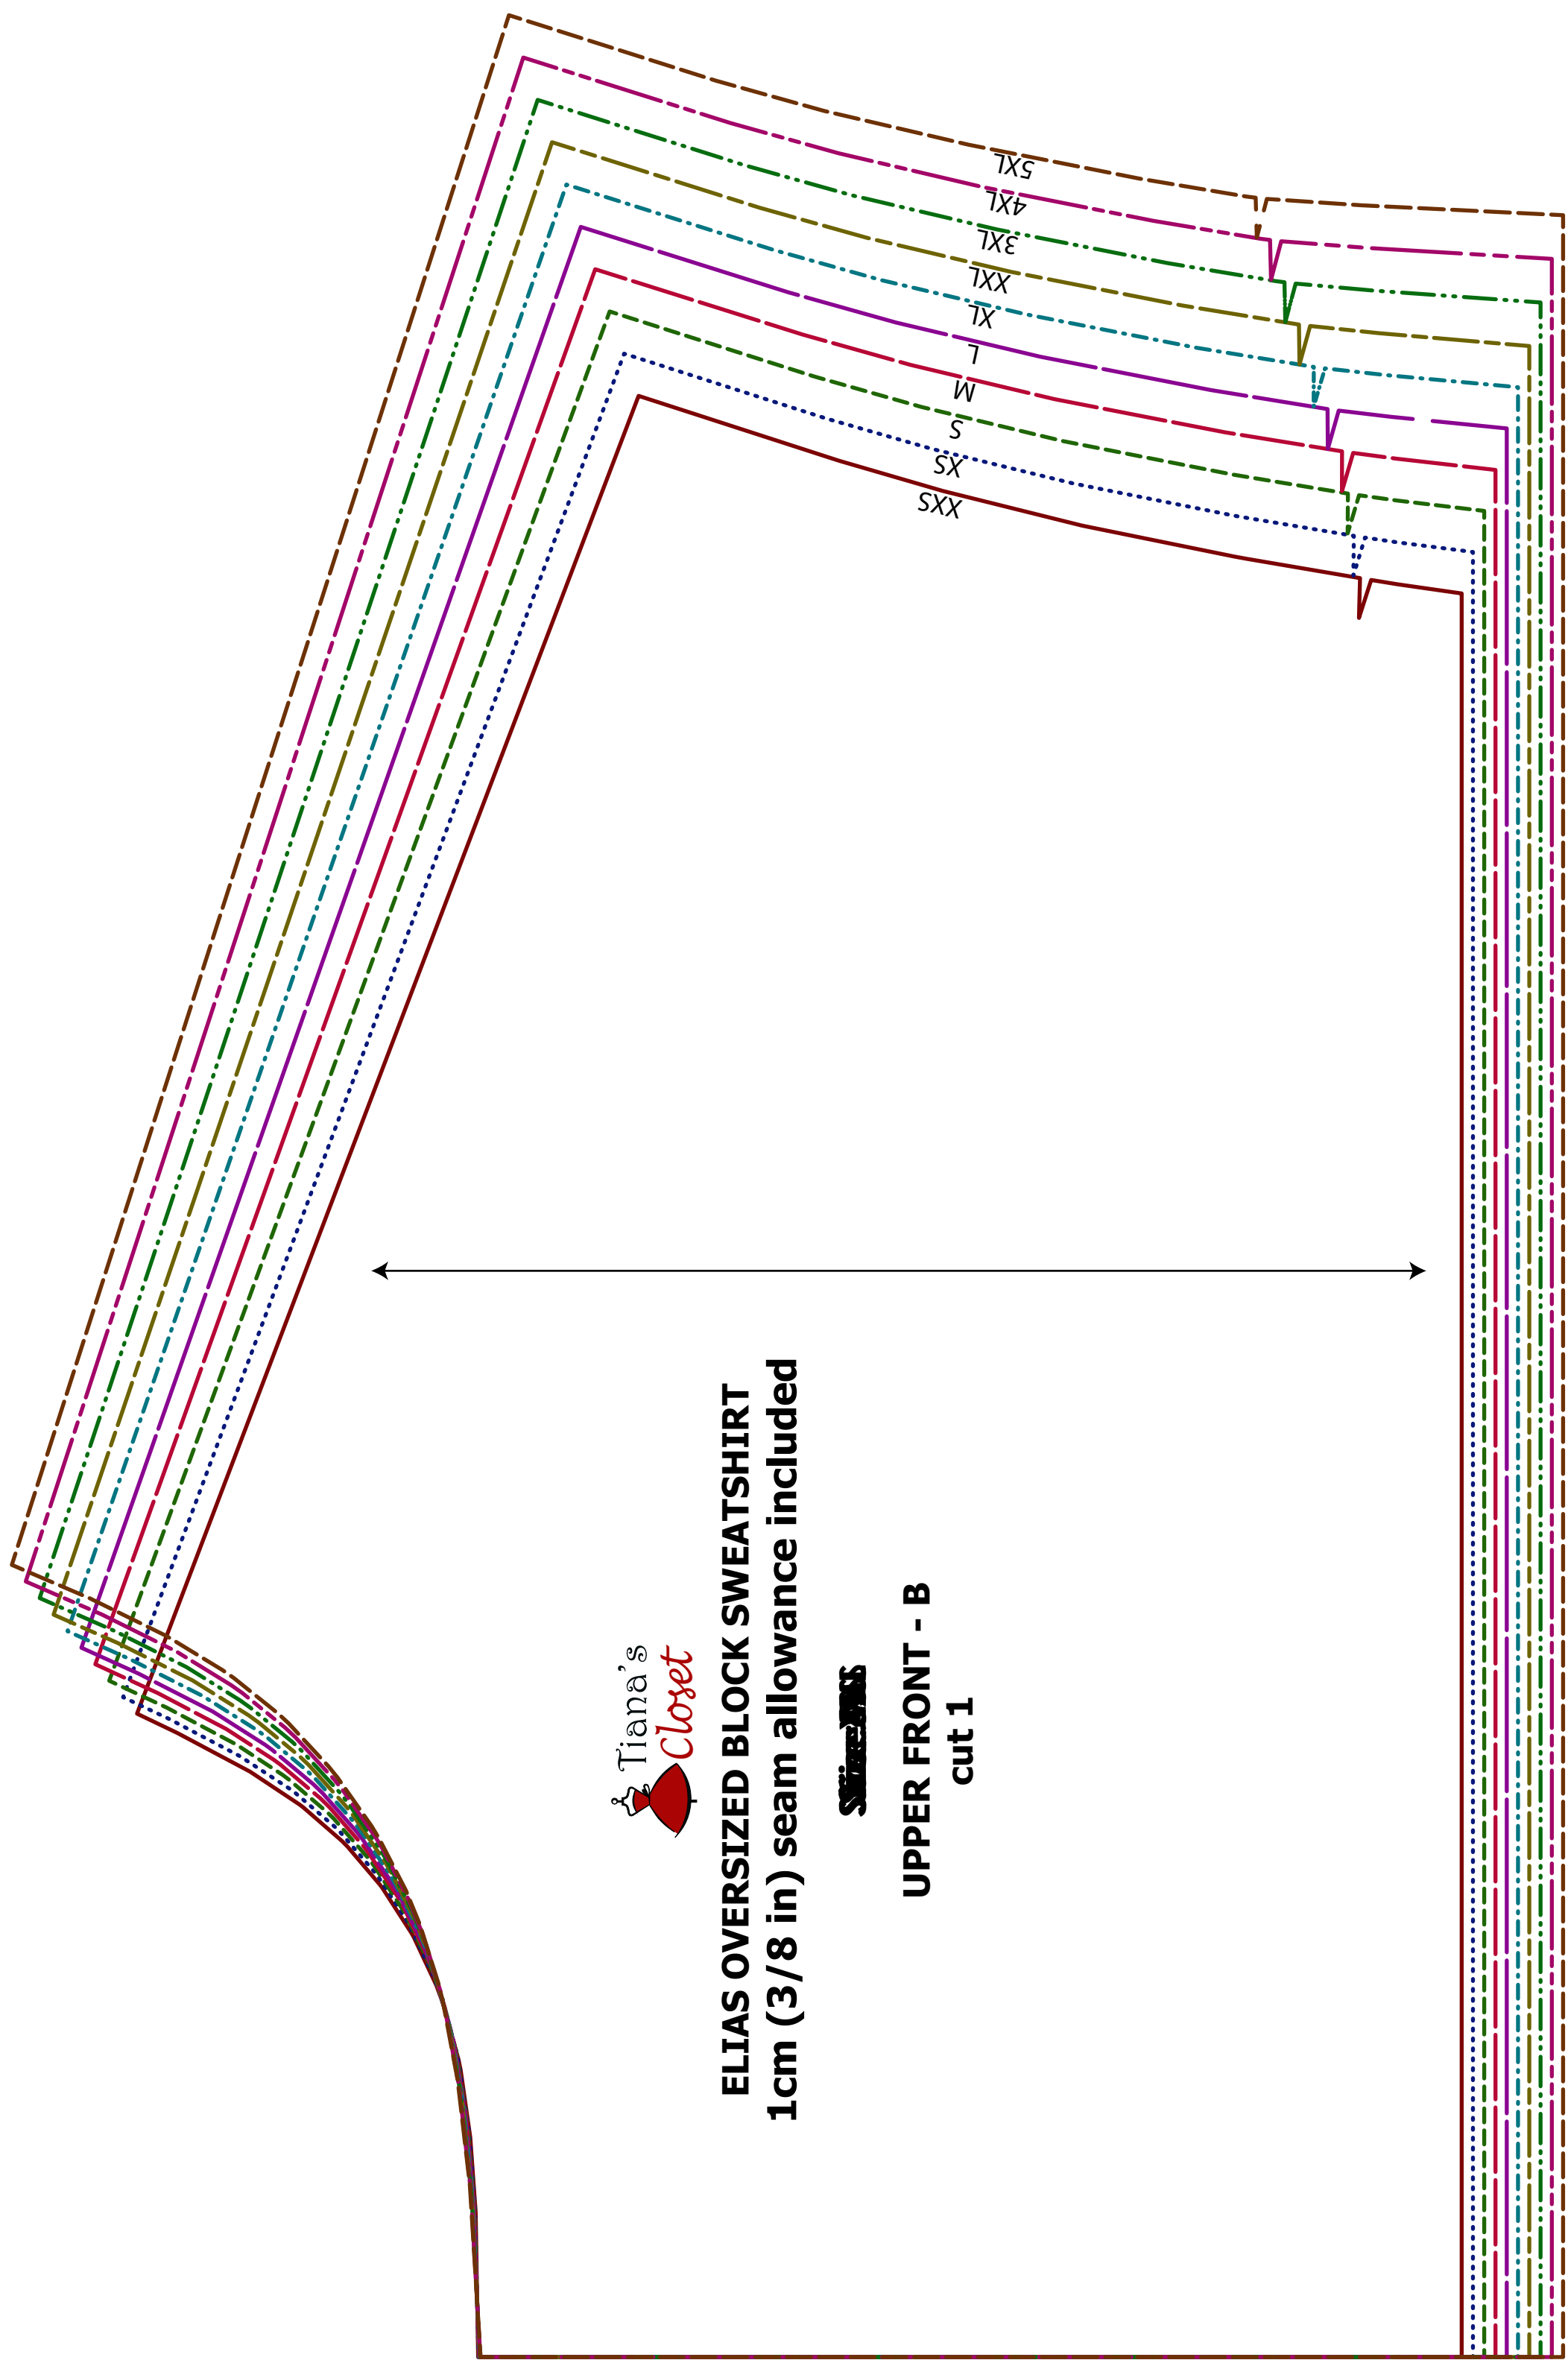 5XL
4XL
3XL
XXL
XL
L
M
S
XS
XXS
Tiana's
Closet
ELIAS OVERSIZED BLOCK SWEATSHIRT
1cm (3/8 in) seam allowance included
UPPER FRONT - B
cut 1